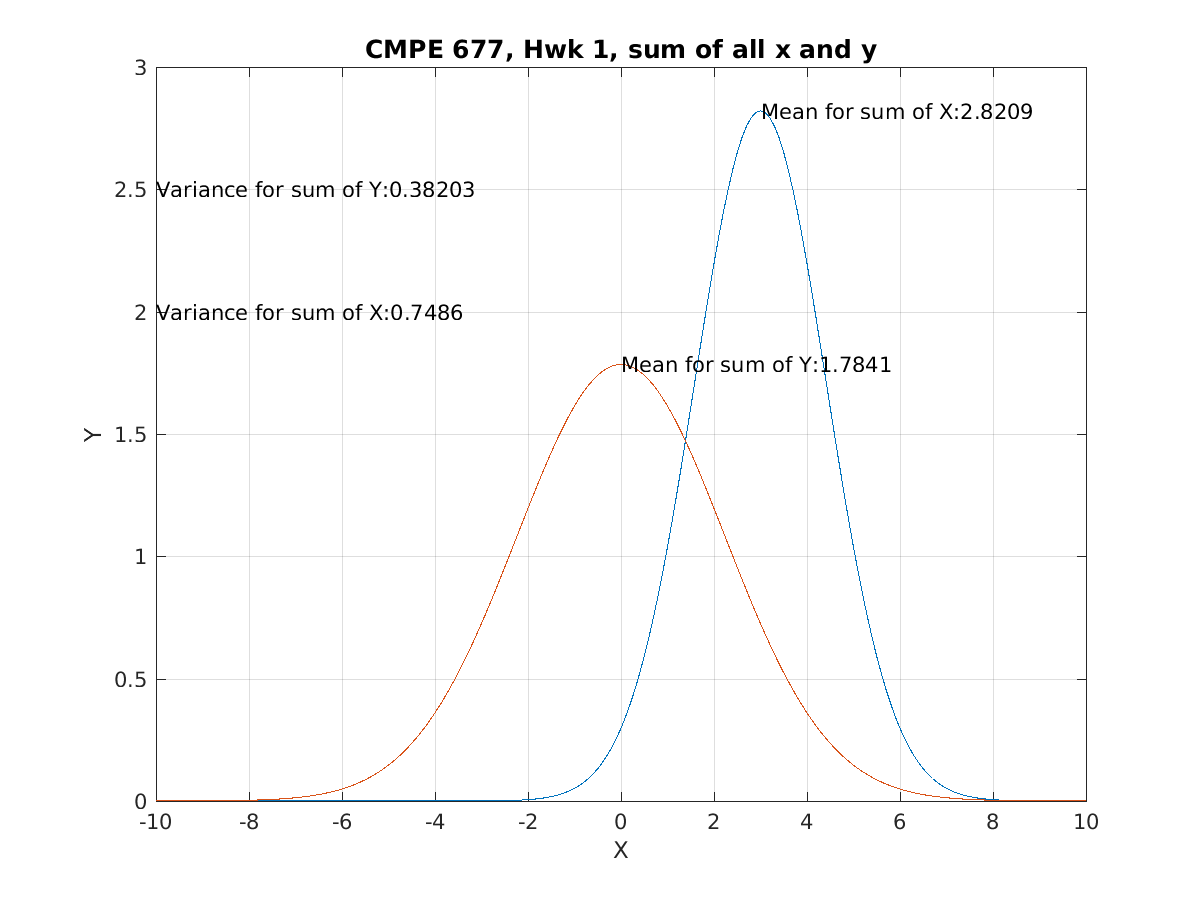 CMPE 677, Hwk 1, sum of all x and y
3
Mean for sum of X:2.8209
2.5
Variance for sum of Y:0.38203
2
Variance for sum of X:0.7486
Mean for sum of Y:1.7841
1.5
Y
1
0.5
0
-10 -8 -6 -4 -2 0 2 4 6 8 10
X